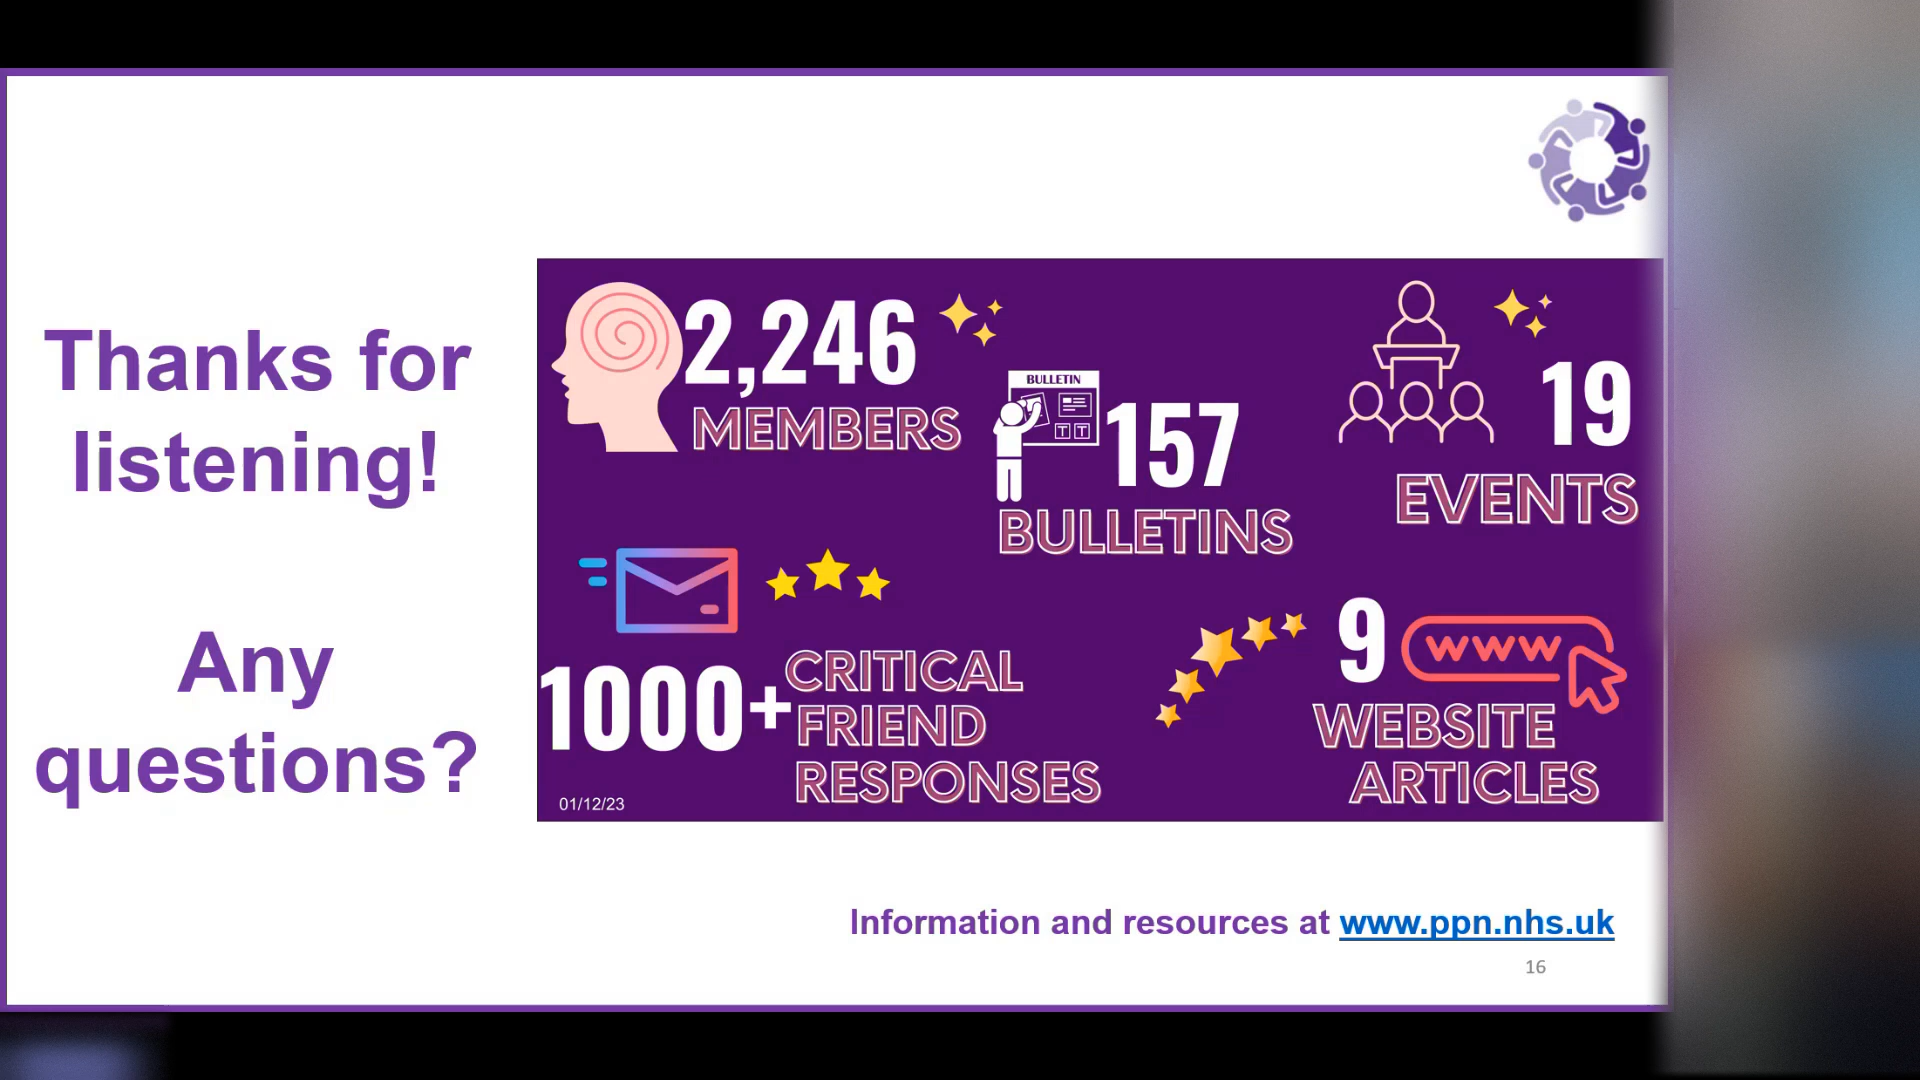 Thanks for
listening!
Any
questions?
2,246
MEMBERS
BULLETIN
TT
157
BULLETINS
19
EVENTS
1000+
CRITICAL
FRIEND
RESPONSES
9
www
WEBSITE
ARTICLES
01/12/23
Information and resources at www.ppn.nhs.uk
16